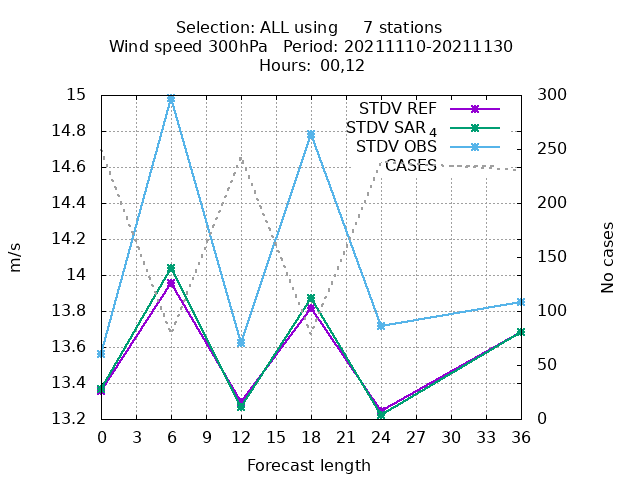 Selection: ALL using 7 stations
Wind speed 300hPa Period: 20211110-20211130
Hours: 00,12
15
14.8
14.6
14.4
14.2
14
13.8
13.6
13.4
13.2
m/s
STDV REF
STDV SAR 4
STDV OBS
CASES
300
250
200
150
100
50
0
No cases
0 3 6 9 12 15 18 21 24 27 30 33 36
Forecast length